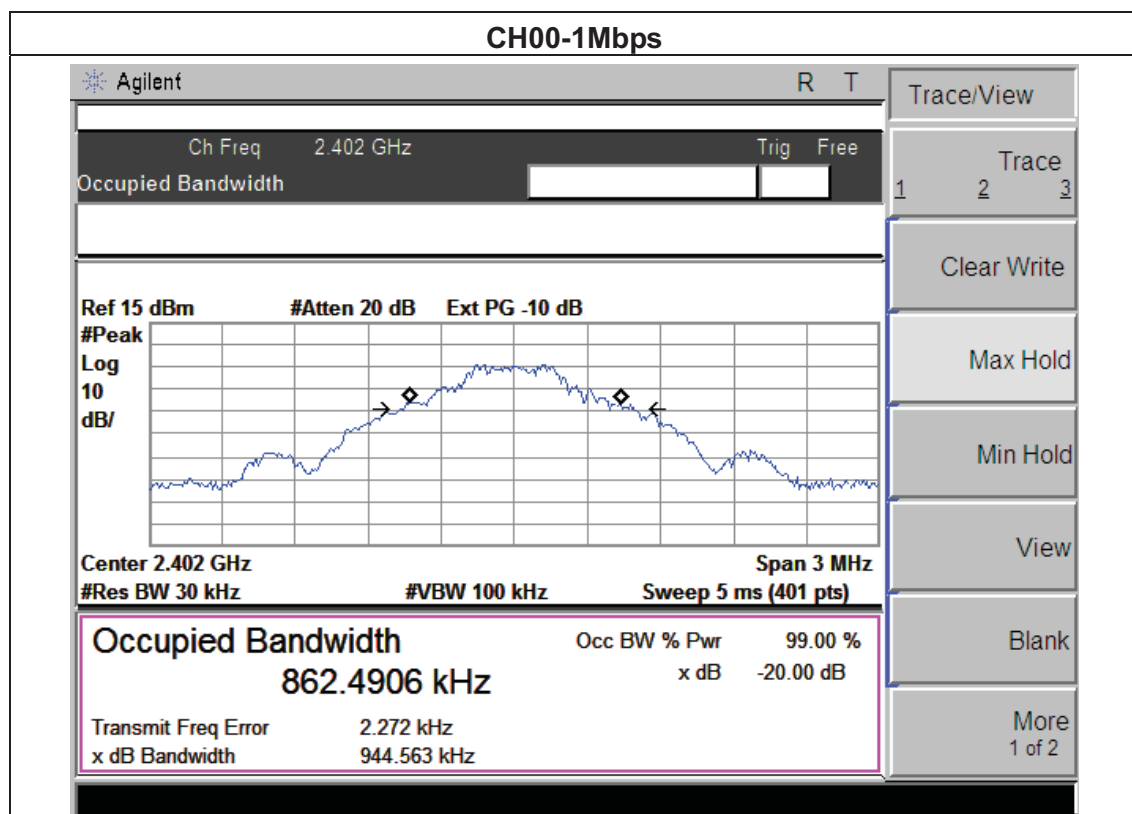 CH00-1Mbps
Agilent R T
Trace/View
Ch Freq 2.402 GHz Trig Free
Occupied Bandwidth
Trace
1 2 3
Clear Write
Ref 15 dBm #Atten 20 dB Ext PG -10 dB
#Peak
Log
10
dB/
Max Hold
Min Hold
Center 2.402 GHz Span 3 MHz
#Res BW 30 kHz #VBW 100 kHz Sweep 5 ms (401 pts)
View
Occupied Bandwidth Occ BW % Pwr 99.00 %
862.4906 kHz x dB -20.00 dB
Blank
Transmit Freq Error 2.272 kHz
x dB Bandwidth 944.563 kHz
More
1 of 2